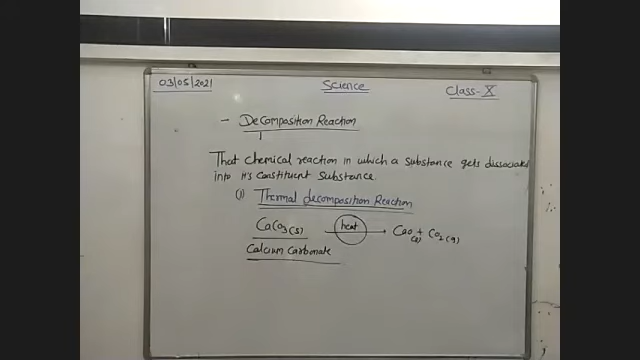 03/05/2021 Science Class-X
- Decomposition Reaction
That chemical reaction in which a substance gets dissociated
into it's constituent substance.
(1) Thermal decomposition Reaction
CaCO3(s) heat → CaO(s) + CO2(g)
Calcium Carbonate